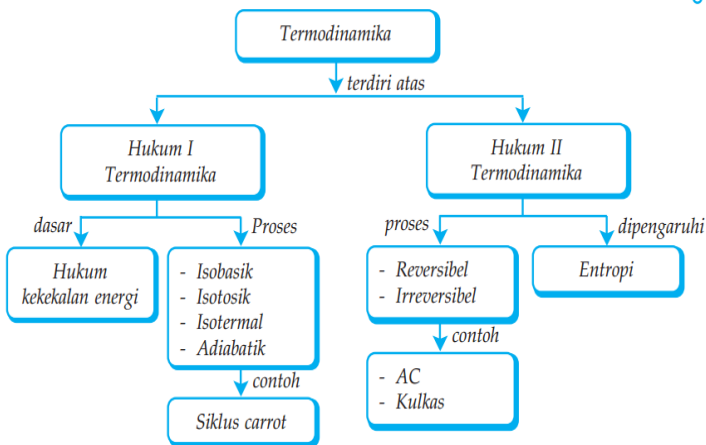 Termodinamika
terdiri atas
Hukum I
Termodinamika
Hukum II
Termodinamika
dasar
Proses
proses
dipengaruhi
Hukum
kekekalan energi
- Isobasik
- Isotosik
- Isotermal
- Adiabatik
- Reversibel
- Irreversibel
Entropi
contoh
contoh
- AC
- Kulkas
Siklus carrot